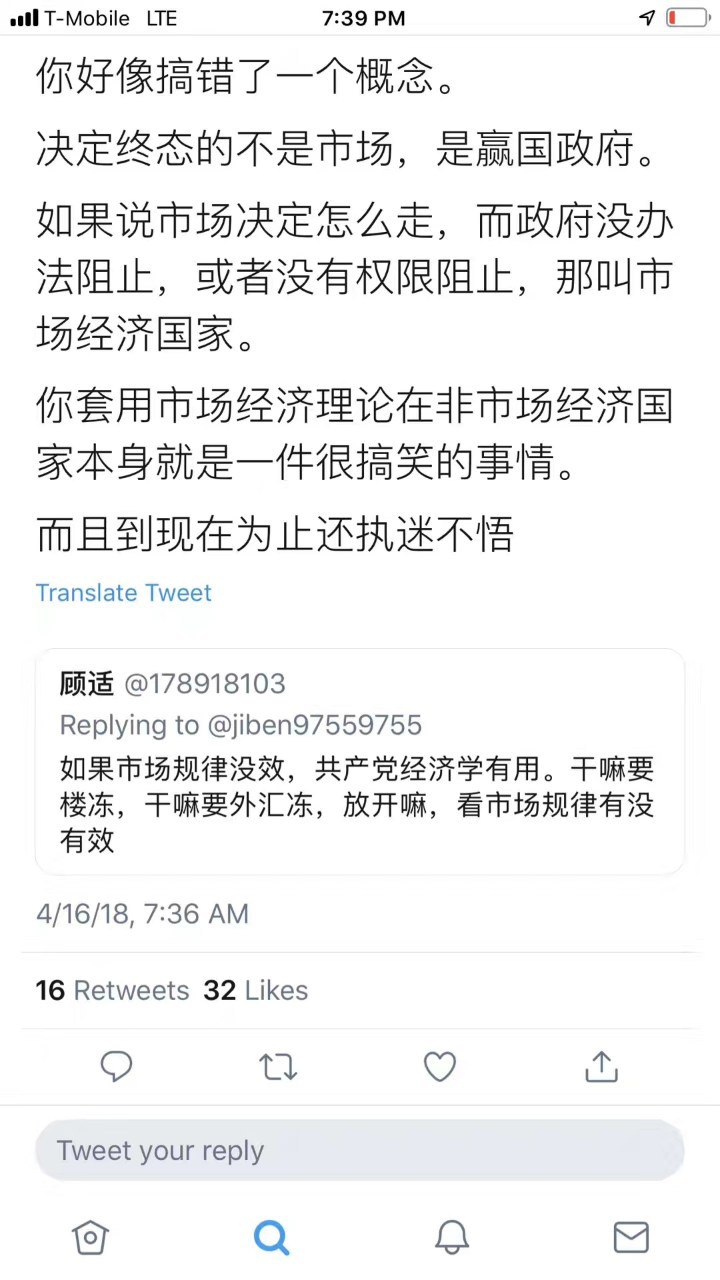 T-Mobile LTE 7:39 PM
你好像搞错了一个概念。
决定终态的不是市场，是赢国政府。
如果说市场决定怎么走，而政府没办
法阻止，或者没有权限阻止，那叫市
场经济国家。
你套用市场经济理论在非市场经济国
家本身就是一件很搞笑的事情。
而且到现在为止还执迷不悟
Translate Tweet
顾适 @178918103
Replying to @jiben97559755
如果市场规律没效，共产党经济学有用。干嘛要
楼冻，干嘛要外汇冻，放开嘛，看市场规律有没
有效
4/16/18, 7:36 AM
16 Retweets 32 Likes
Tweet your reply